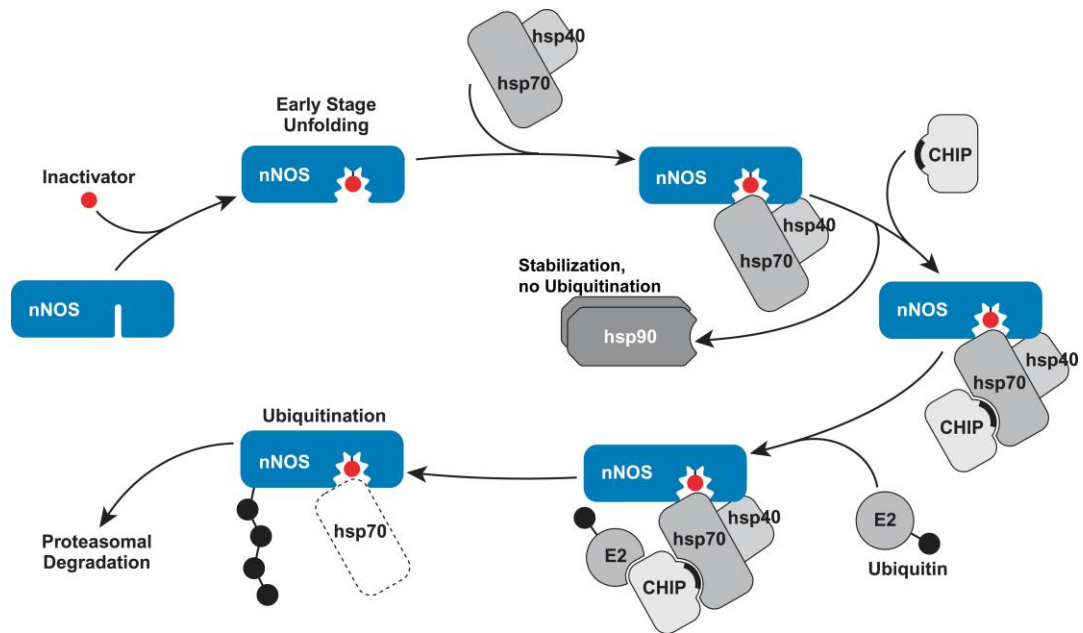 hsp40
hsp70
Early Stage
Unfolding
nNOS
Inactivator
nNOS
nNOS
hsp40
hsp70
CHIP
Stabilization,
no Ubiquitination
hsp90
nNOS
hsp40
hsp70
CHIP
Ubiquitination
nNOS
hsp70
nNOS
hsp40
hsp70
E2
CHIP
E2
Ubiquitin
Proteasomal
Degradation